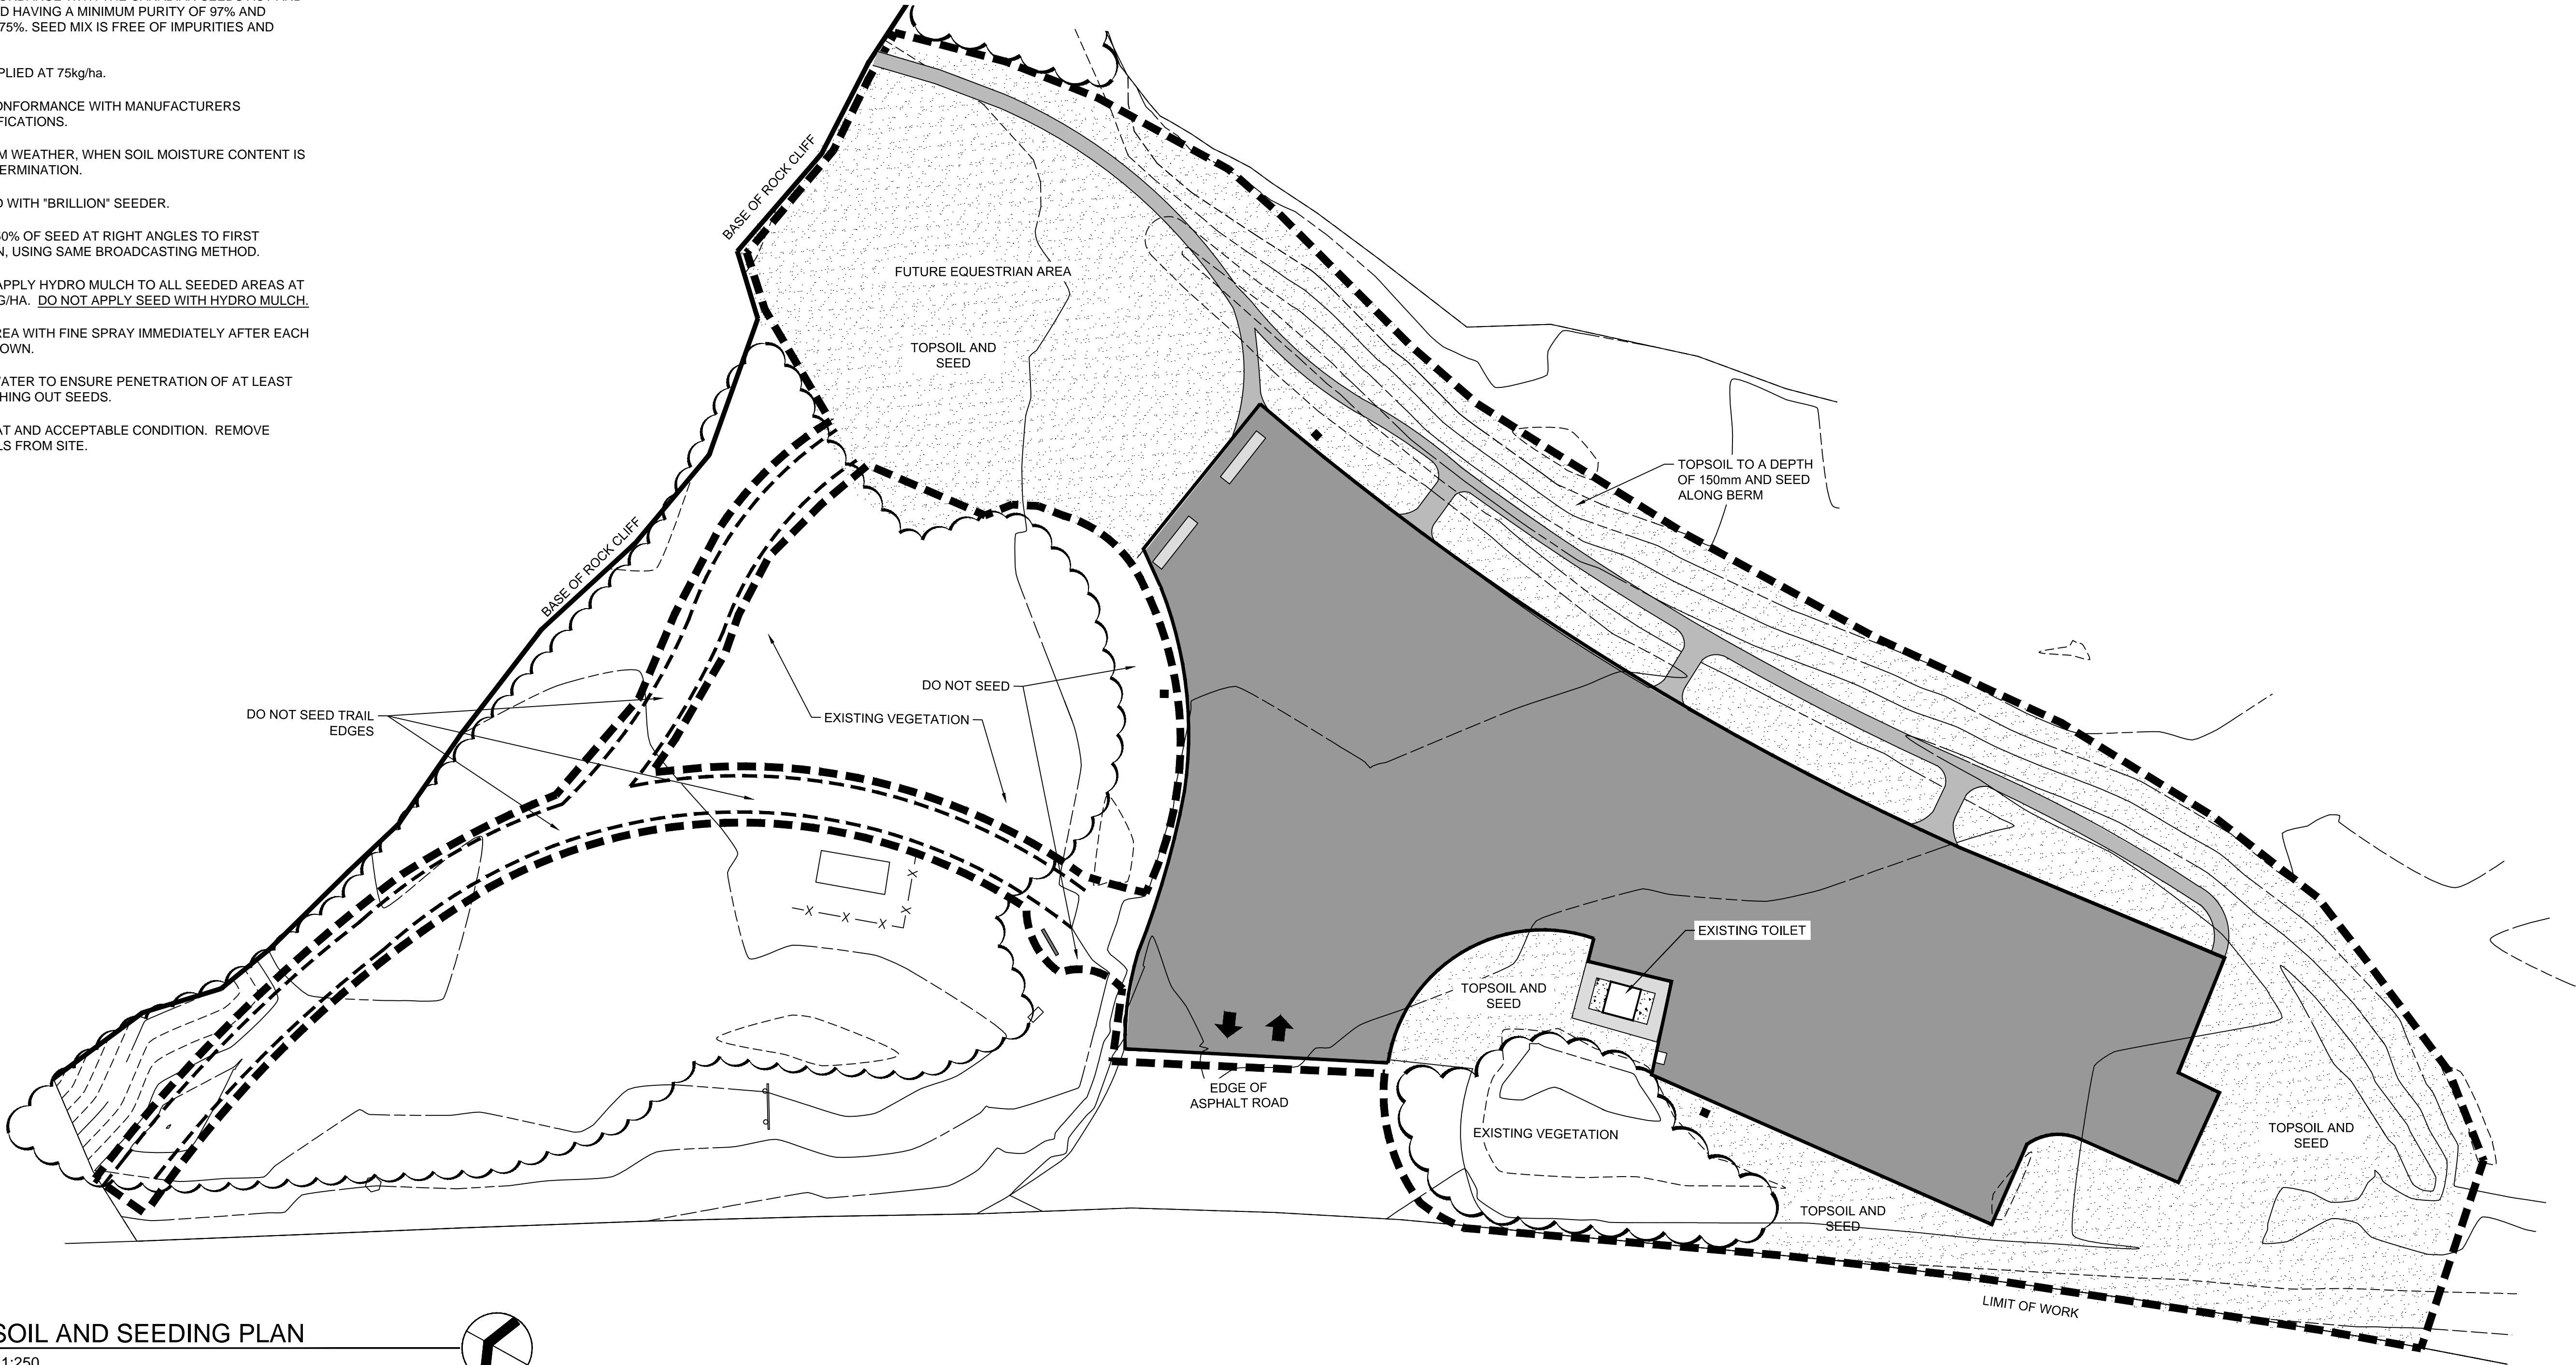 D HAVING A MINIMUM PURITY OF 97% AND
75%. SEED MIX IS FREE OF IMPURITIES AND
PLIED AT 75kg/ha.
ONFORMANCE WITH MANUFACTURERS
FICATIONS.
M WEATHER, WHEN SOIL MOISTURE CONTENT IS
ERMINATION.
D WITH "BRILLION" SEEDER.
50% OF SEED AT RIGHT ANGLES TO FIRST
N, USING SAME BROADCASTING METHOD.
APPLY HYDRO MULCH TO ALL SEEDED AREAS AT
G/HA. DO NOT APPLY SEED WITH HYDRO MULCH.
REA WITH FINE SPRAY IMMEDIATELY AFTER EACH
OWN.
ATER TO ENSURE PENETRATION OF AT LEAST
HING OUT SEEDS.
AT AND ACCEPTABLE CONDITION. REMOVE
LS FROM SITE.
BASE OF ROCK CLIFF
FUTURE EQUESTRIAN AREA
TOPSOIL AND
SEED
TOPSOIL TO A DEPTH
OF 150mm AND SEED
ALONG BERM
BASE OF ROCK CLIFF
DO NOT SEED
DO NOT SEED TRAIL
EDGES
EXISTING VEGETATION
X X X X X
EXISTING TOILET
TOPSOIL AND
SEED
EDGE OF
ASPHALT ROAD
EXISTING VEGETATION
TOPSOIL AND
SEED
TOPSOIL AND
SEED
LIMIT OF WORK
SOIL AND SEEDING PLAN
1:250